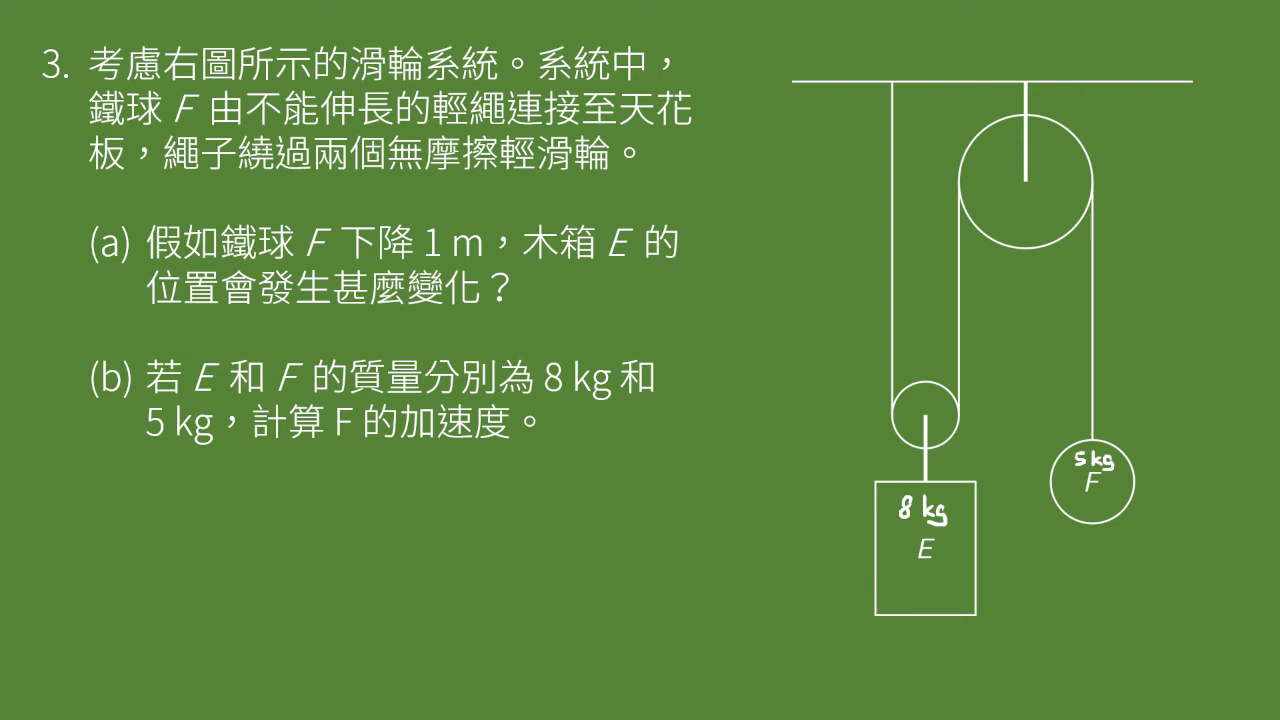 3. 考慮右圖所示的滑輪系統。系統中，
鐵球 F 由不能伸長的輕繩連接至天花
板，繩子繞過兩個無摩擦輕滑輪。
(a) 假如鐵球 F 下降 1 m，木箱 E 的
位置會發生甚麼變化？
(b) 若 E 和 F 的質量分別為 8 kg 和
5 kg，計算 F 的加速度。
5 kg
F
8 kg
E